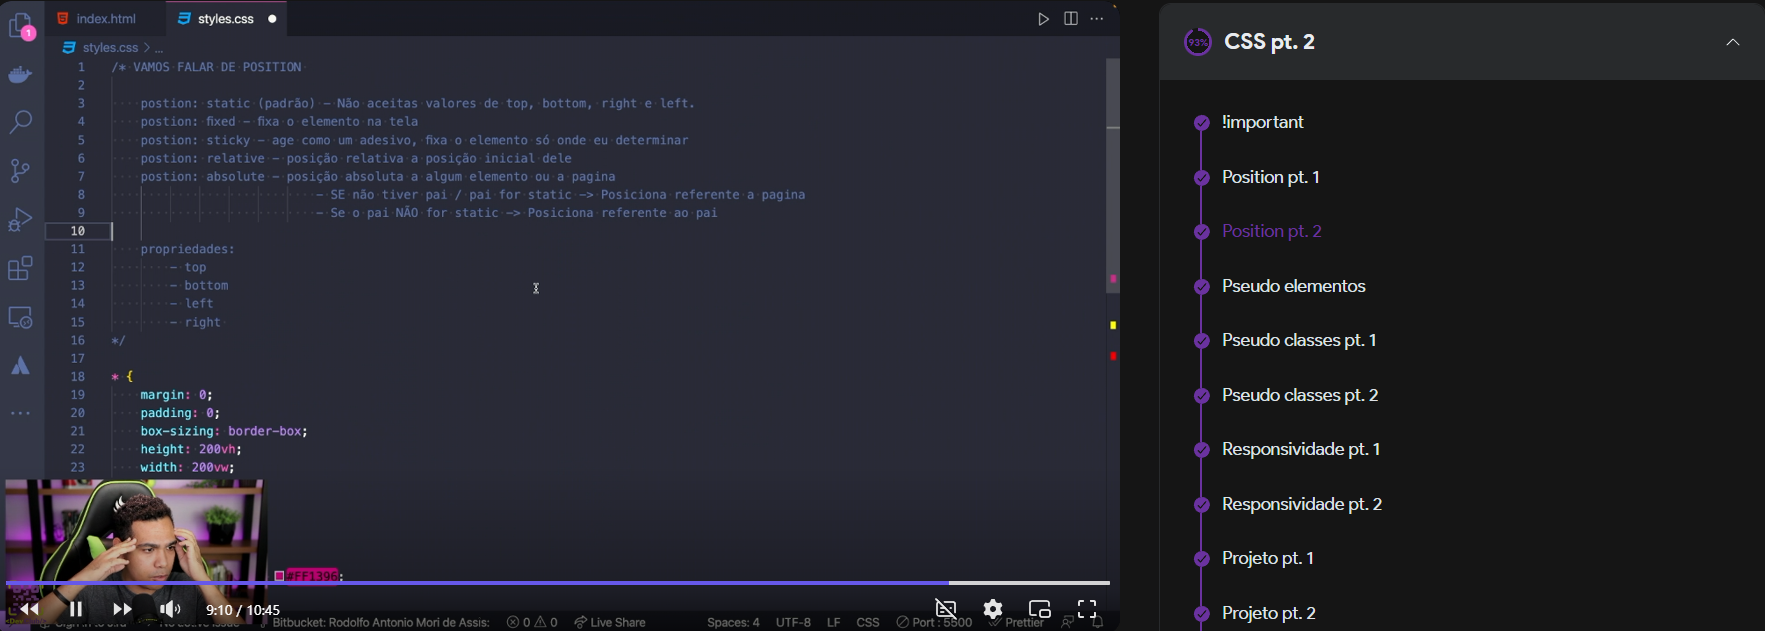 index.html
styles.css
1
styles.css > ...
1 /* VAMOS FALAR DE POSITION
2
3 postion: static (padrão) - Não aceitas valores de top, bottom, right e left.
4 postion: fixed - fixa o elemento na tela
5 postion: sticky - age como um adesivo, fixa o elemento só onde eu determinar
6 postion: relative - posição relativa a posição inicial dele
7 postion: absolute - posição absoluta a algum elemento ou a pagina
8 - SE não tiver pai / pai for static -> Posiciona referente a pagina
9 - Se o pai NÃO for static -> Posiciona referente ao pai
10
11 propriedades:
12 - top
13 - bottom
14 - left
15 - right
16 */
17
18 * {
19 margin: 0;
20 padding: 0;
21 box-sizing: border-box;
22 height: 200vh;
23 width: 200vw;
#FF1396;
9:10 / 10:45
Bitbucket: Rodolfo Antonio Mori de Assis:
0 0
Live Share
Spaces: 4
UTF-8
LF
CSS
Port : 5500
Prettier
93%
CSS pt. 2
!important
Position pt. 1
Position pt. 2
Pseudo elementos
Pseudo classes pt. 1
Pseudo classes pt. 2
Responsividade pt. 1
Responsividade pt. 2
Projeto pt. 1
Projeto pt. 2